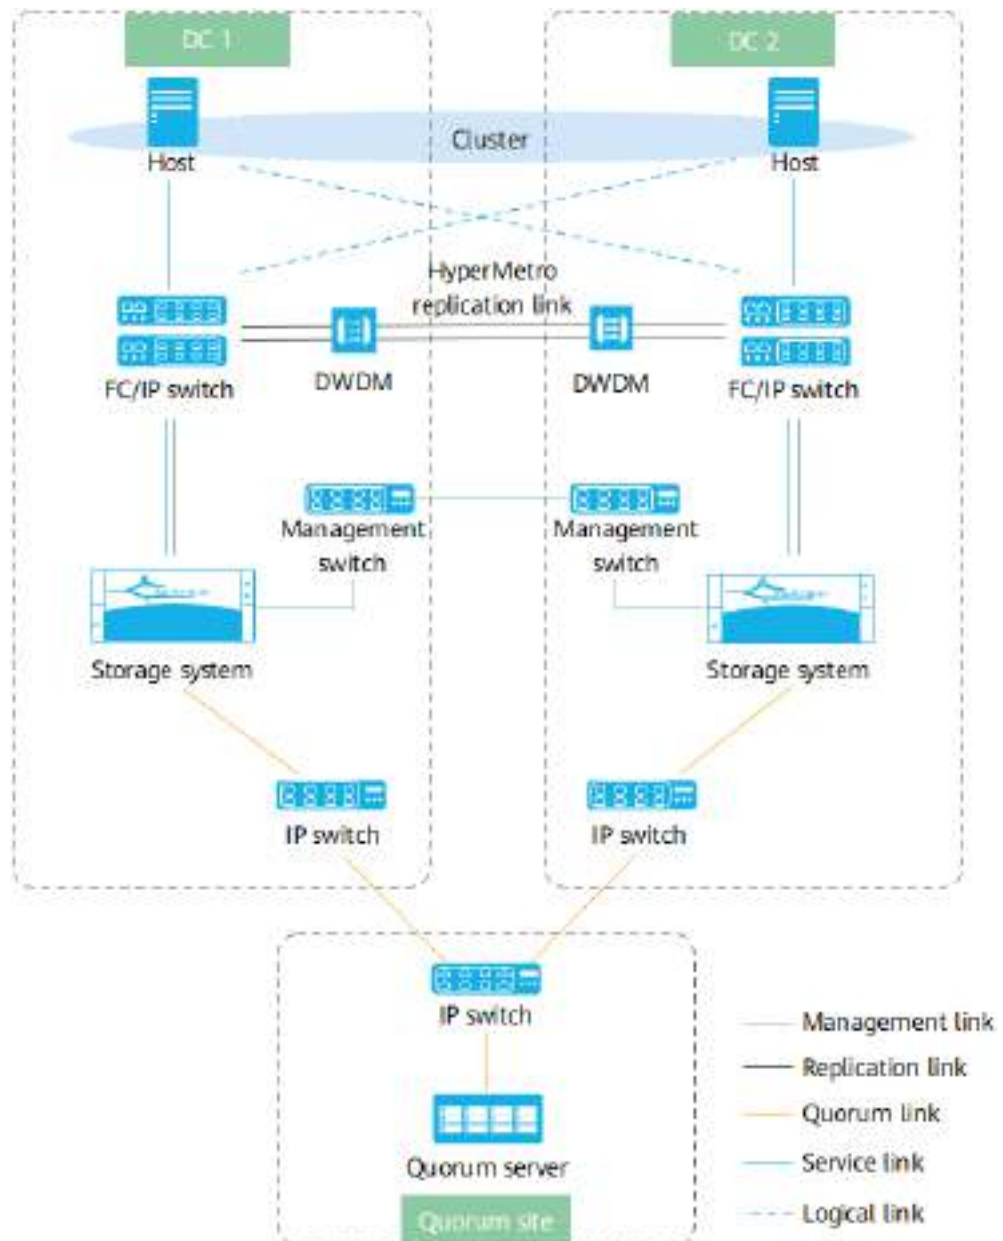 DC 1
DC 2
Cluster
Host
Host
HyperMetro
replication link
DWDM
DWDM
FC/IP switch
FC/IP switch
Management
switch
Management
switch
Storage system
Storage system
IP switch
IP switch
IP switch
Quorum server
Quorum site
Management link
Replication link
Quorum link
Service link
Logical link